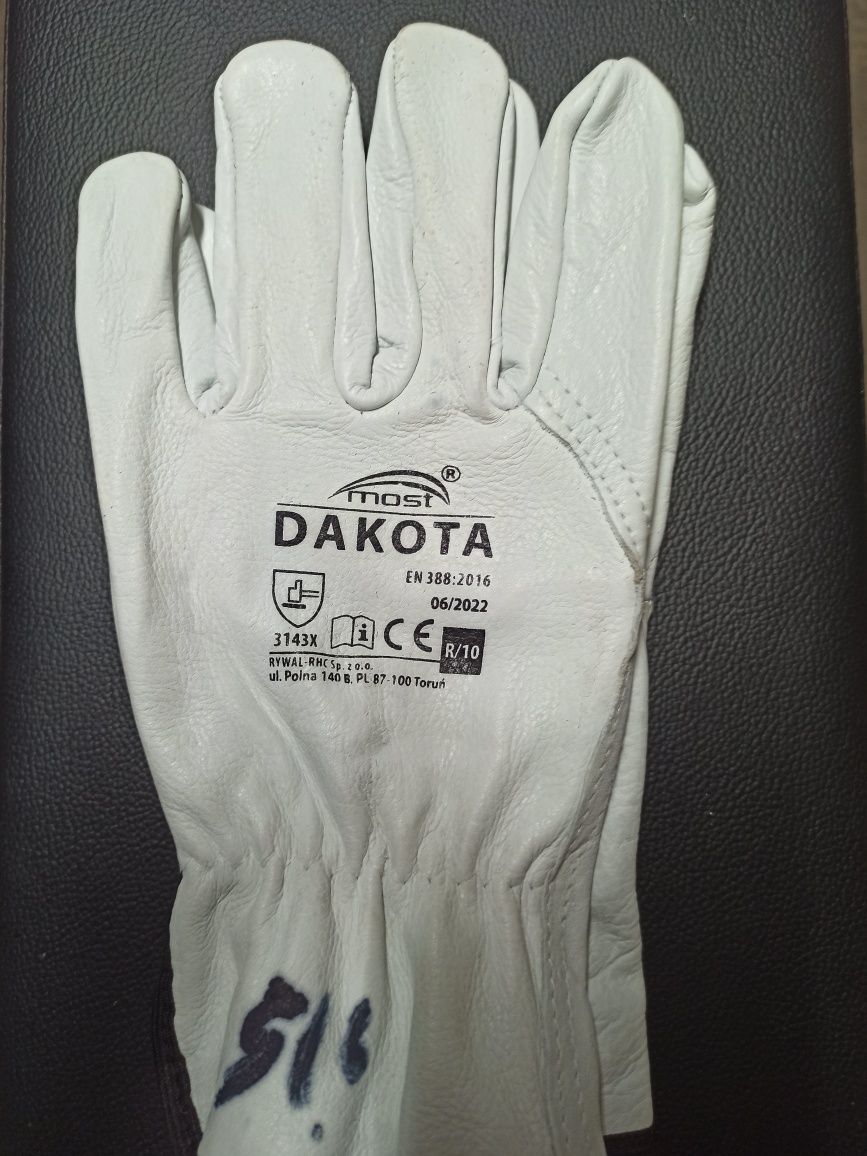 most®
DAKOTA
EN 388:2016
06/2022
3143X
i
CE
R/10
RYWAL-RHC Sp. z o.o.
ul. Polna 140 B, PL 87-100 Toruń